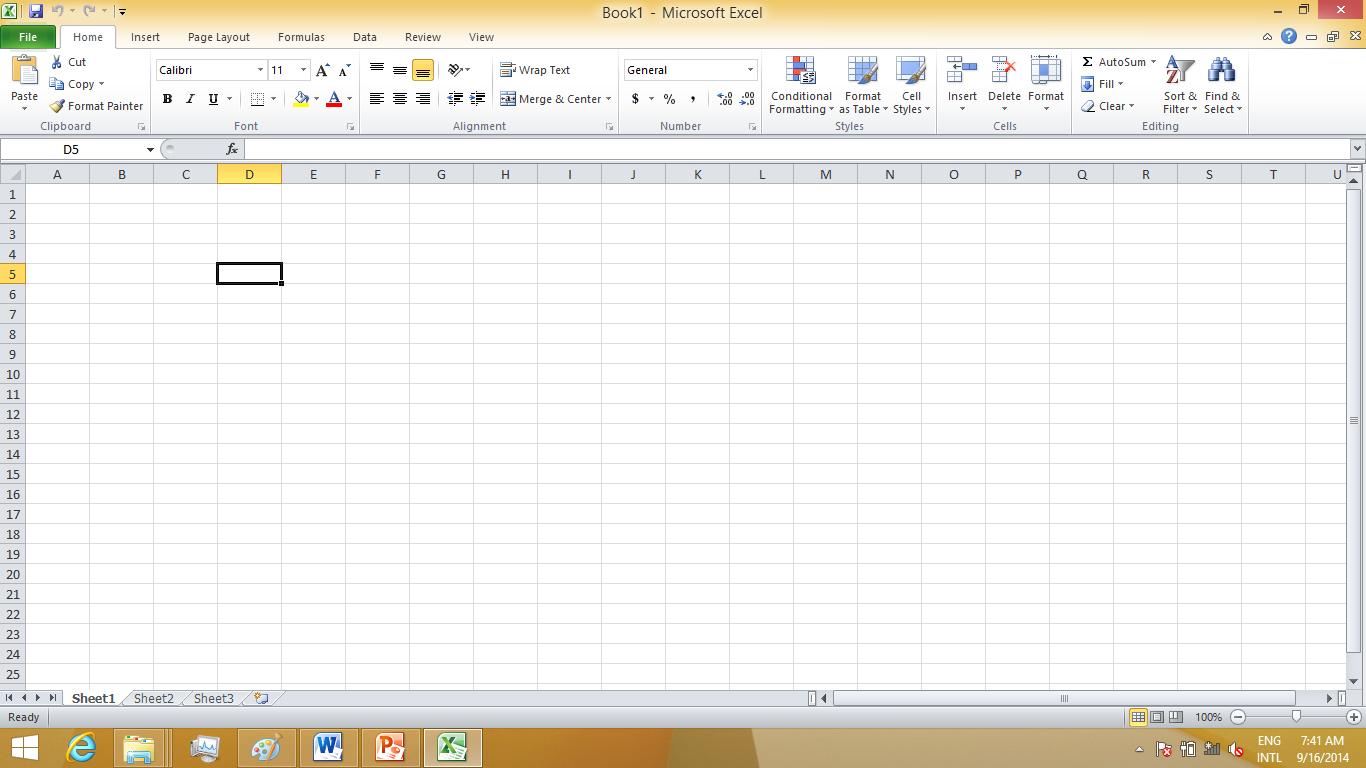 Book1 - Microsoft Excel
File Home Insert Page Layout Formulas Data Review View
Paste Cut Copy Format Painter
Calibri 11 A A
B I U A
Wrap Text
Merge & Center
General
$ % , .00 .00
Conditional Formatting Format as Table Cell Styles
Insert Delete Format
Σ AutoSum Fill Clear
Sort & Filter Find & Select
Clipboard Font Alignment Number Styles Cells Editing
D5 fx
A B C D E F G H I J K L M N O P Q R S T U
1
2
3
4
5
6
7
8
9
10
11
12
13
14
15
16
17
18
19
20
21
22
23
24
25
Sheet1 Sheet2 Sheet3
Ready 100%
ENG 7:41 AM
INTL 9/16/2014